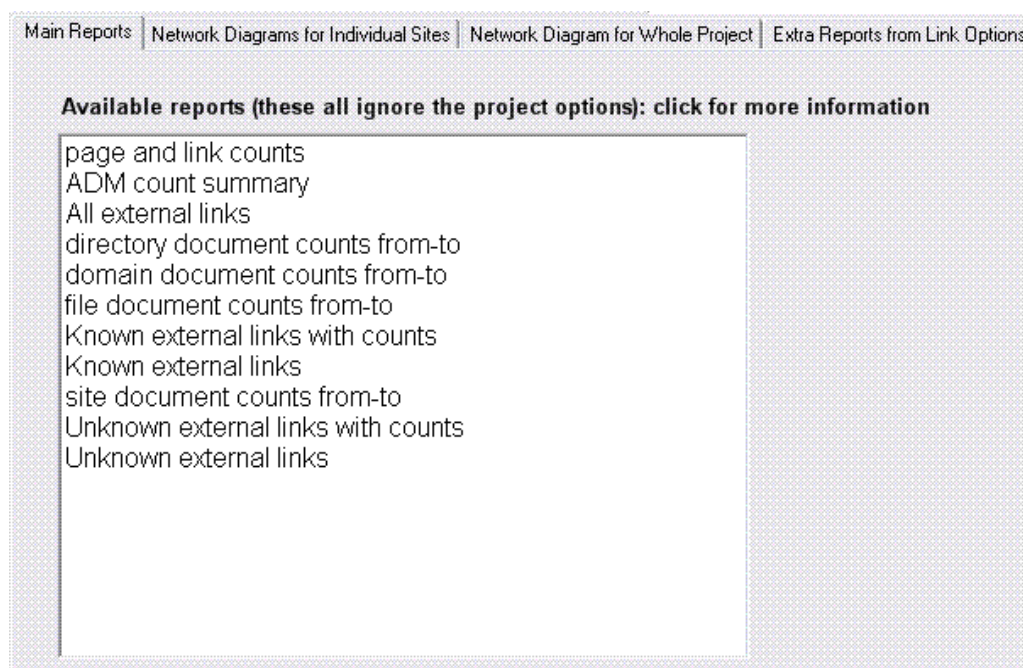 Main Reports Network Diagrams for Individual Sites Network Diagram for Whole Project Extra Reports from Link Options
Available reports (these all ignore the project options): click for more information
page and link counts
ADM count summary
All external links
directory document counts from-to
domain document counts from-to
file document counts from-to
Known external links with counts
Known external links
site document counts from-to
Unknown external links with counts
Unknown external links